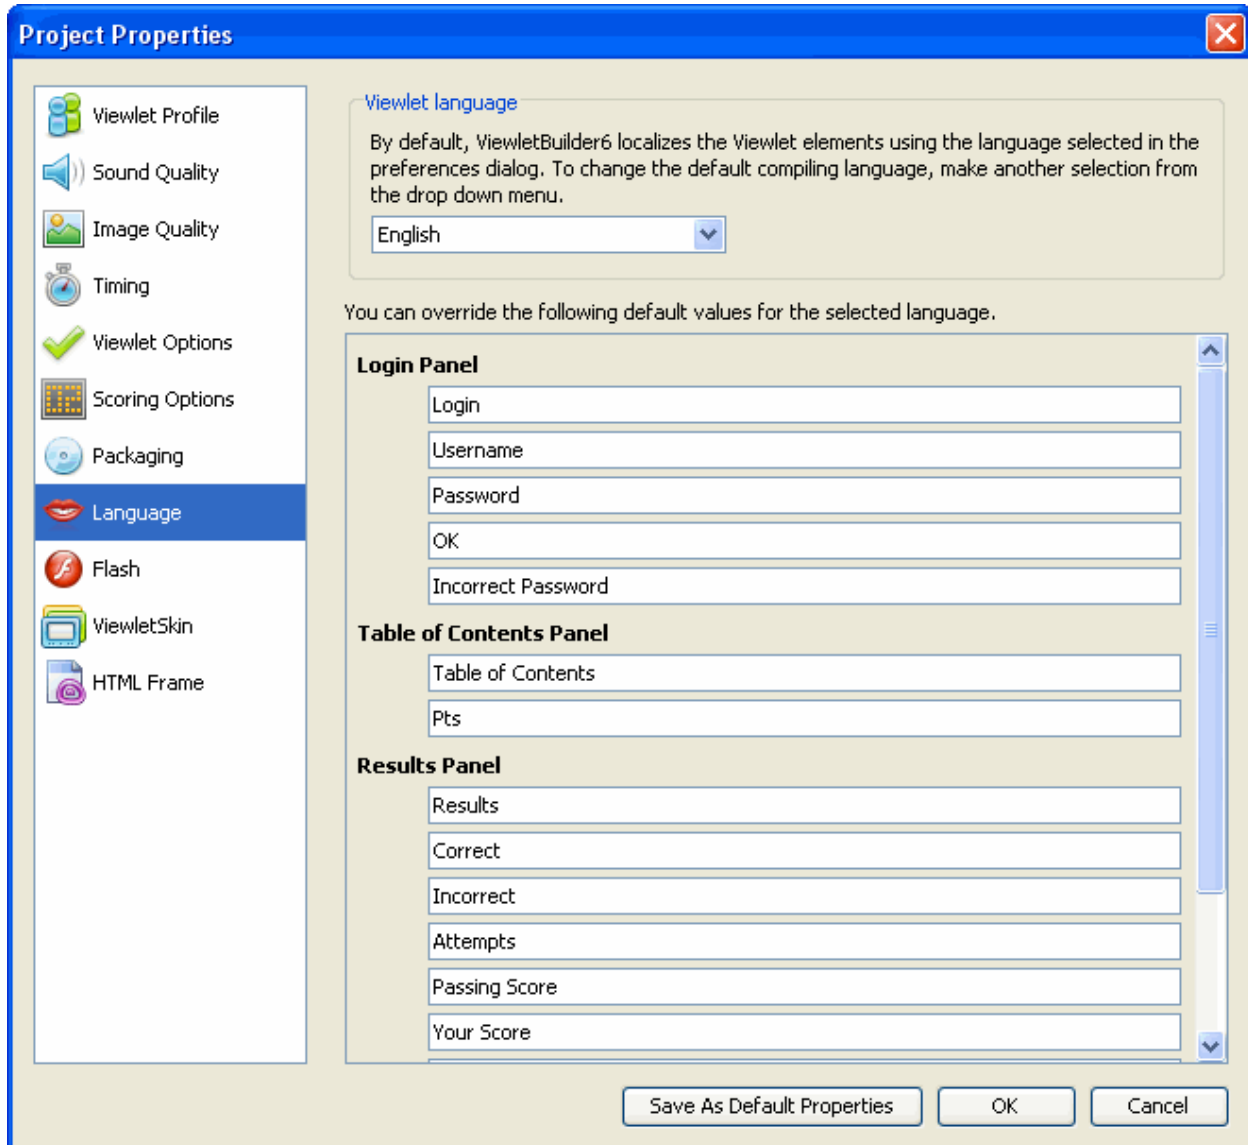 Project Properties
Viewlet Profile
Sound Quality
Image Quality
Timing
Viewlet Options
Scoring Options
Packaging
Language
Flash
ViewletSkin
HTML Frame
Viewlet language
By default, ViewletBuilder6 localizes the Viewlet elements using the language selected in the
preferences dialog. To change the default compiling language, make another selection from
the drop down menu.
English
You can override the following default values for the selected language.
Login Panel
Login
Username
Password
OK
Incorrect Password
Table of Contents Panel
Table of Contents
Pts
Results Panel
Results
Correct
Incorrect
Attempts
Passing Score
Your Score
Save As Default Properties
OK
Cancel